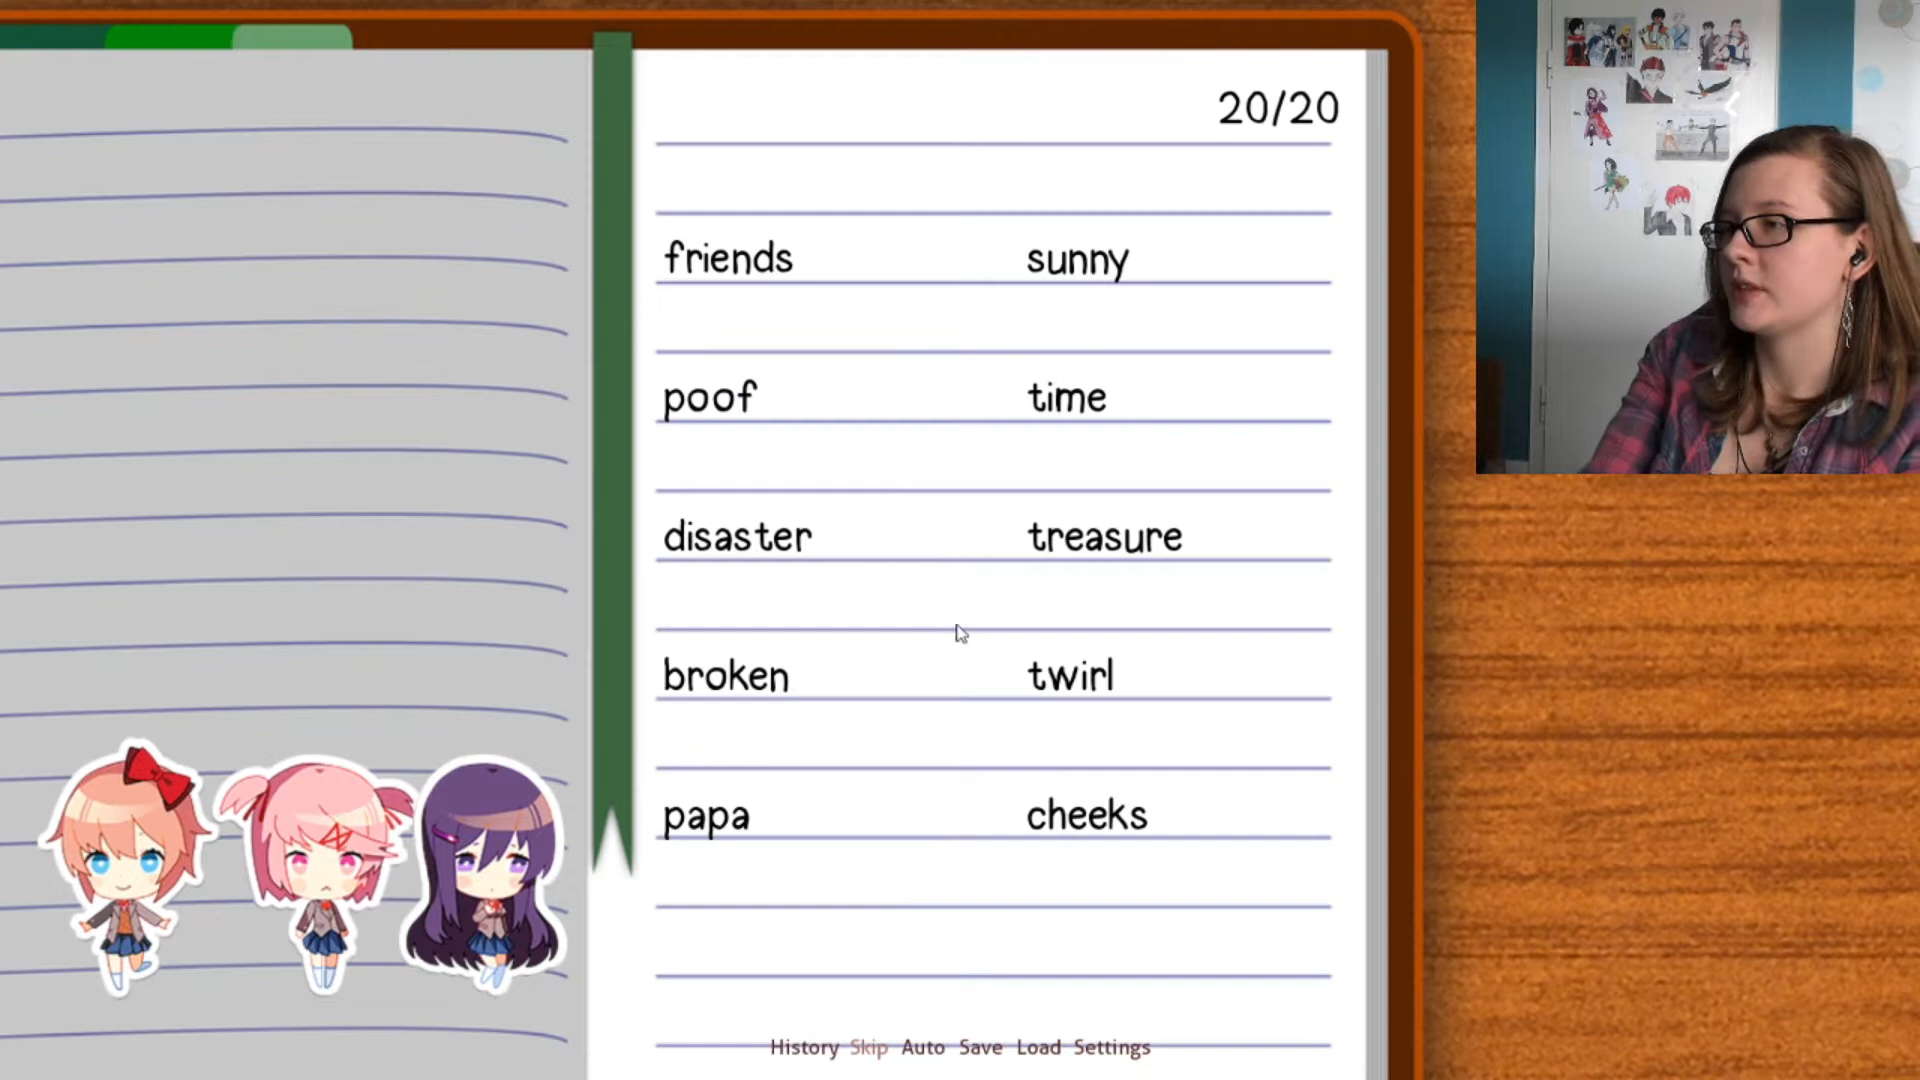 20/20
friends sunny
poof time
disaster treasure
broken twirl
papa cheeks
History Skip Auto Save Load Settings